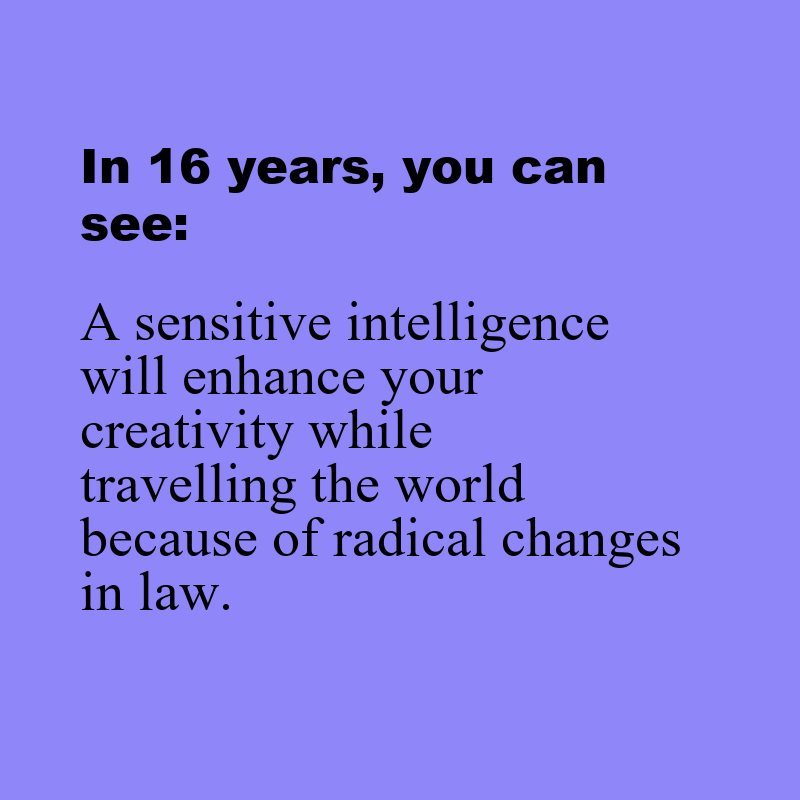 In 16 years, you can
see:
A sensitive intelligence
will enhance your
creativity while
travelling the world
because of radical changes
in law.